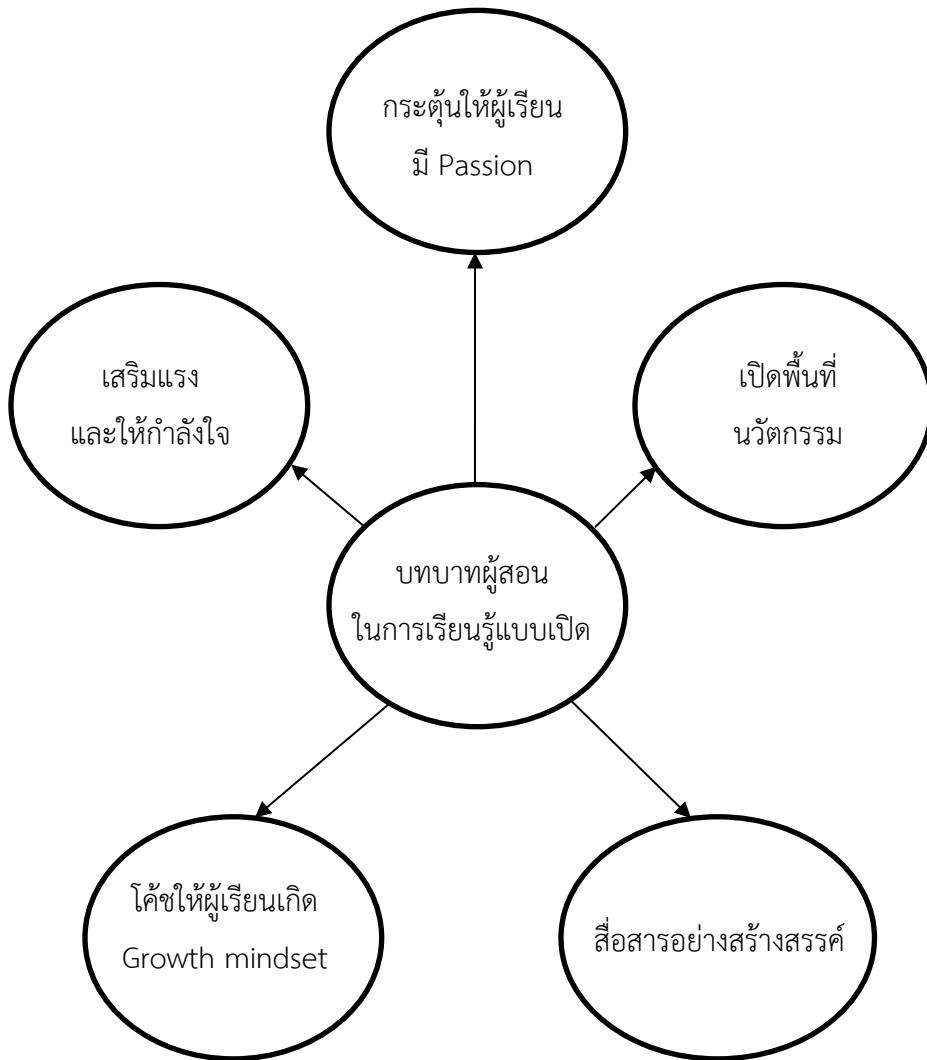 กระตุ้นให้ผู้เรียน
มี Passion
เสริมแรง
และให้กำลังใจ
เปิดพื้นที่
นวัตกรรม
บทบาทผู้สอน
ในการเรียนรู้แบบเปิด
โค้ชให้ผู้เรียนเกิด
Growth mindset
สื่อสารอย่างสร้างสรรค์